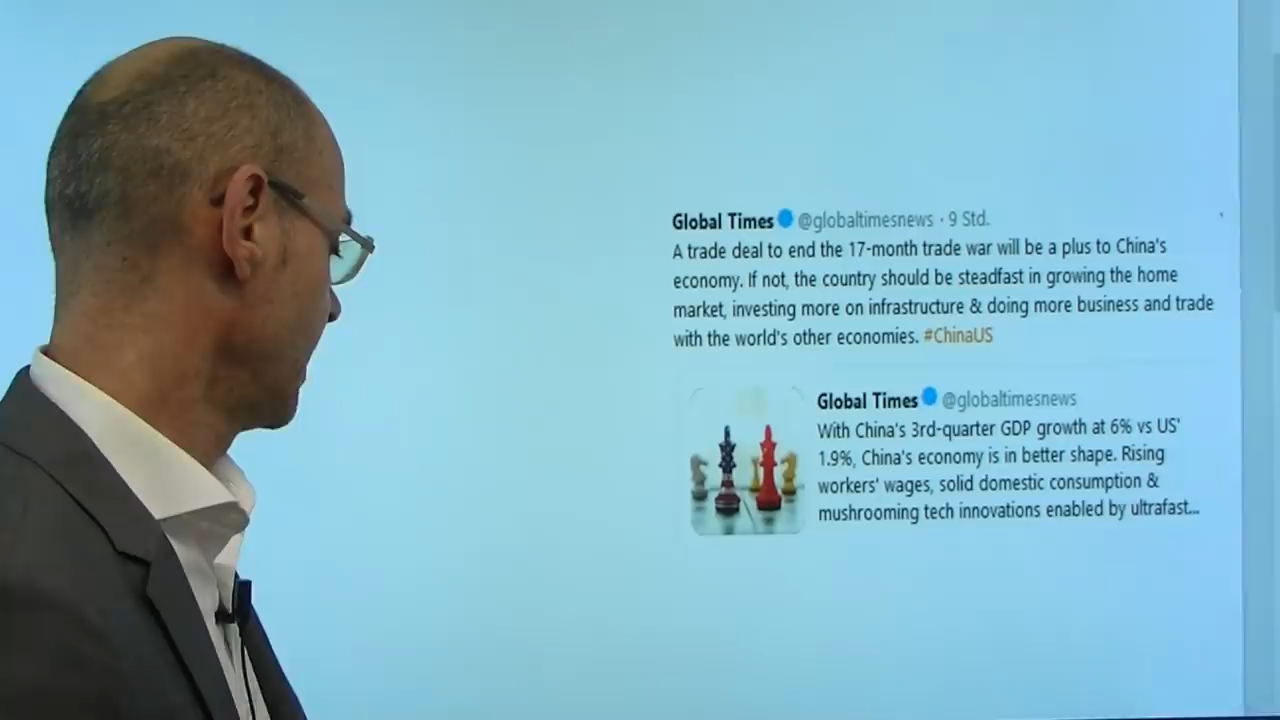 Global Times @globaltimesnews · 9 Std.
A trade deal to end the 17-month trade war will be a plus to China's
economy. If not, the country should be steadfast in growing the home
market, investing more on infrastructure & doing more business and trade
with the world's other economies. #ChinaUS
Global Times @globaltimesnews
With China's 3rd-quarter GDP growth at 6% vs US'
1.9%, China's economy is in better shape. Rising
workers' wages, solid domestic consumption &
mushrooming tech innovations enabled by ultrafast...